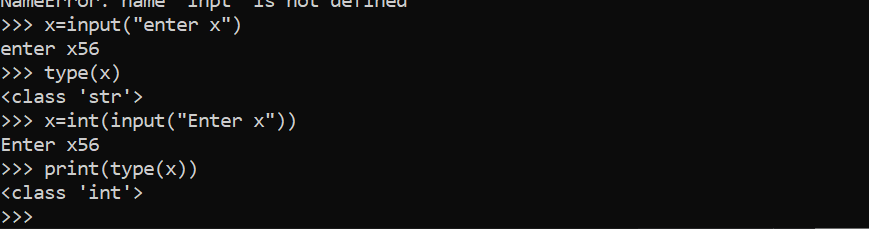 NameError: name 'inpt' is not defined
>>> x=input("enter x")
enter x56
>>> type(x)
<class 'str'>
>>> x=int(input("Enter x"))
Enter x56
>>> print(type(x))
<class 'int'>
>>>